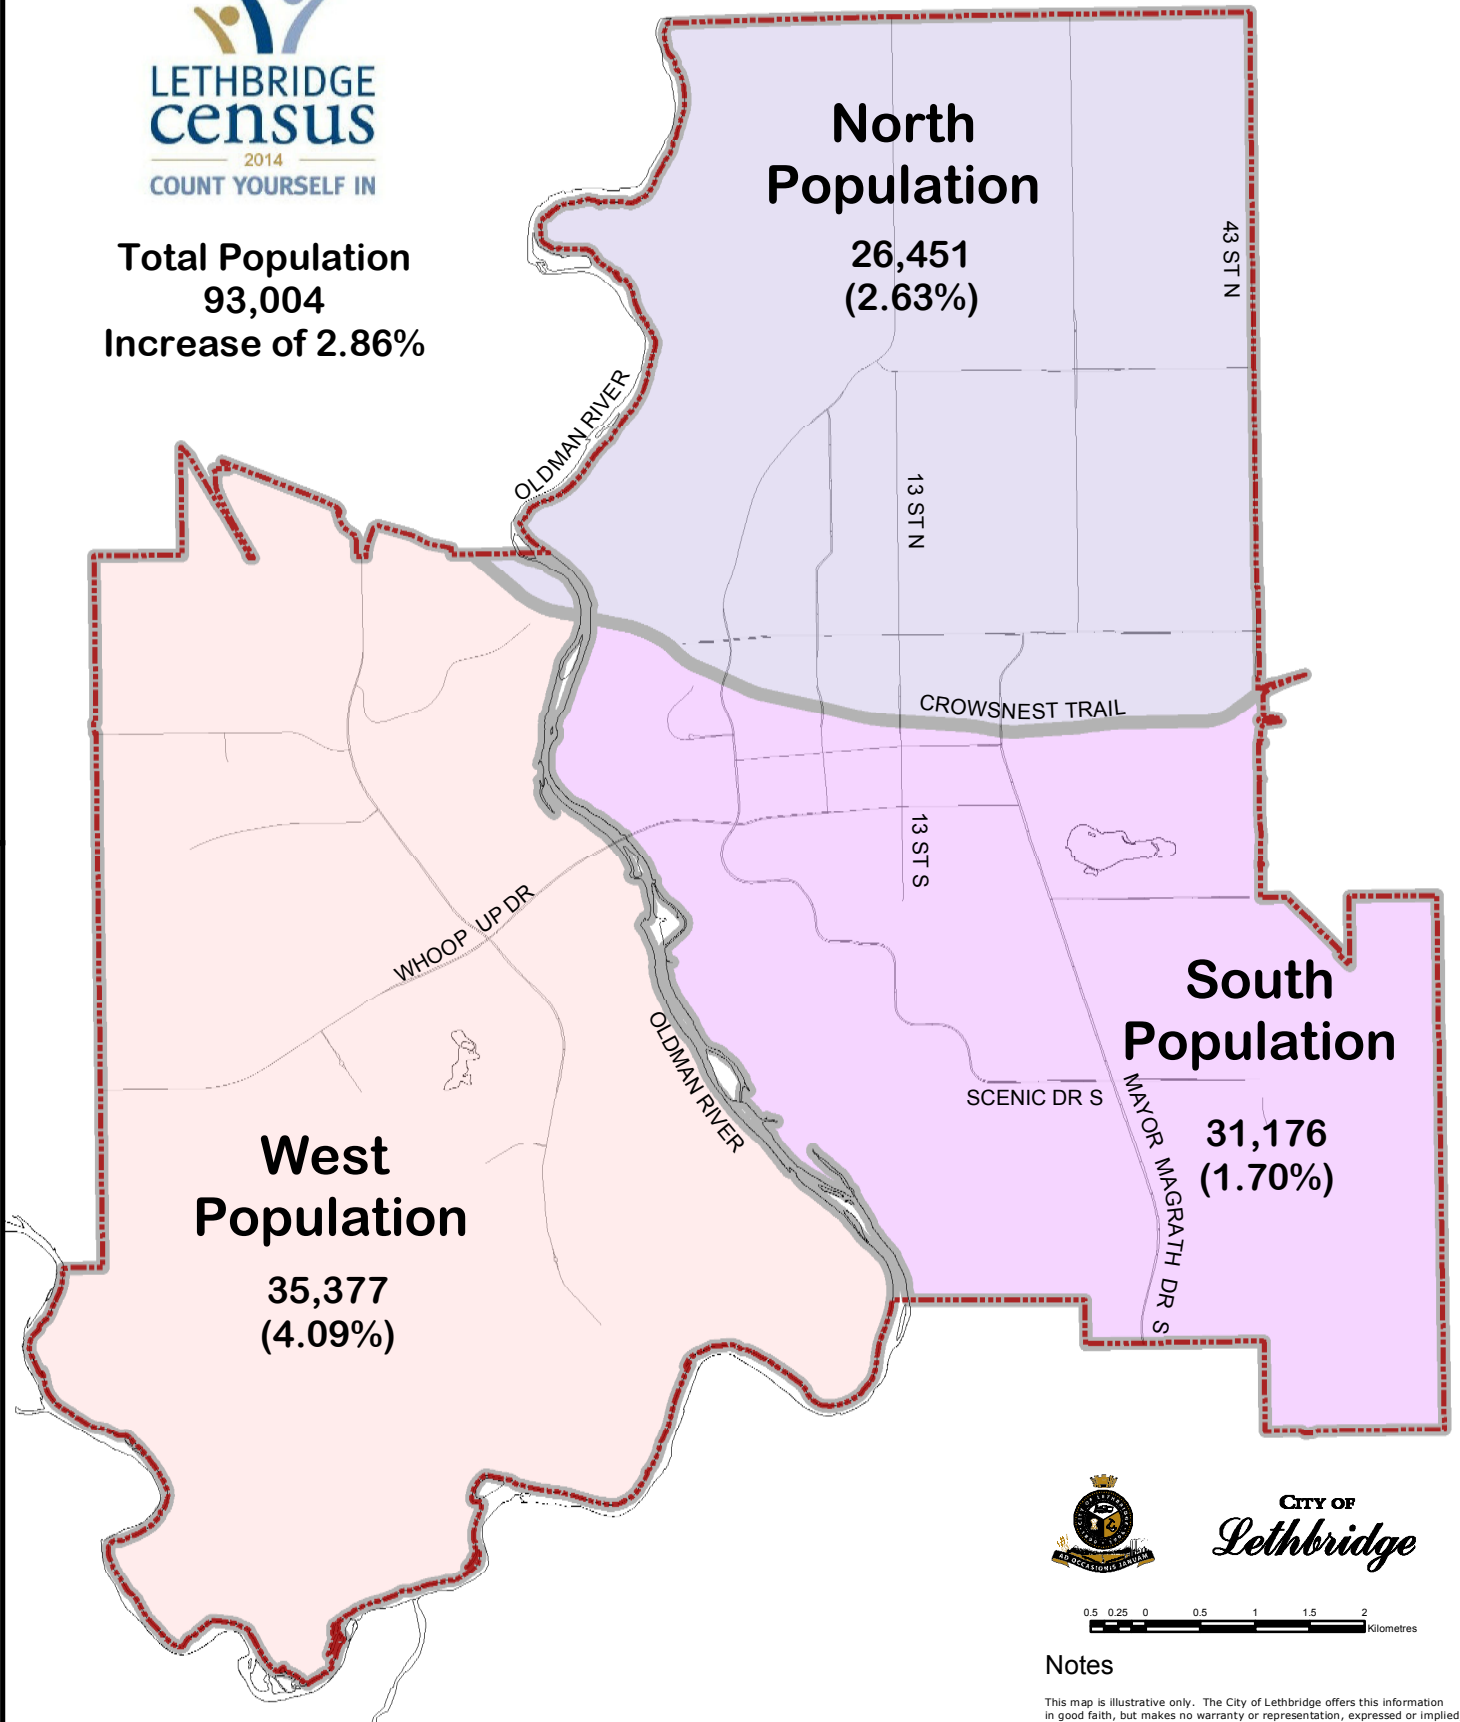 LETHBRIDGE
census
2014
COUNT YOURSELF IN
Total Population
93,004
Increase of 2.86%
North
Population
26,451
(2.63%)
43 ST N
OLDMAN RIVER
13 ST N
CROWSNEST TRAIL
13 ST S
WHOOP UP DR
South
Population
31,176
(1.70%)
OLDMAN RIVER
SCENIC DR S
MAYOR MAGRATH DR S
West
Population
35,377
(4.09%)
AD OCCASIONIS JANUAM
CITY OF
Lethbridge
0.5 0.25 0 0.5 1 1.5 2
Kilometres
Notes
This map is illustrative only. The City of Lethbridge offers this information
in good faith, but makes no warranty or representation, expressed or implied